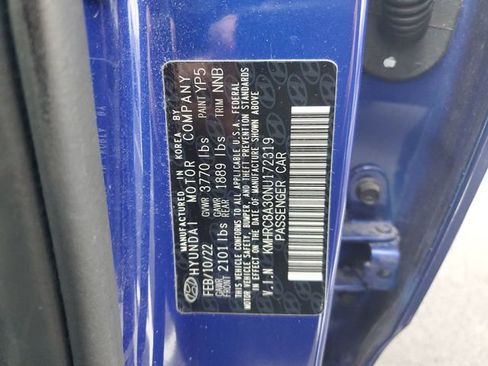 MANUFACTURED IN KOREA BY
HYUNDAI MOTOR COMPANY
FEB/10/22 GVWR 3770 lbs PAINT YP5
GAWR FRONT 2101 lbs GAWR REAR 1889 lbs TRIM NNB
THIS VEHICLE CONFORMS TO ALL APPLICABLE U.S.A. FEDERAL
MOTOR VEHICLE SAFETY, BUMPER, AND THEFT PREVENTION
STANDARDS IN EFFECT ON THE DATE OF MANUFACTURE SHOWN ABOVE
V.I.N KMHRC8A30NU172319
PASSENGER CAR